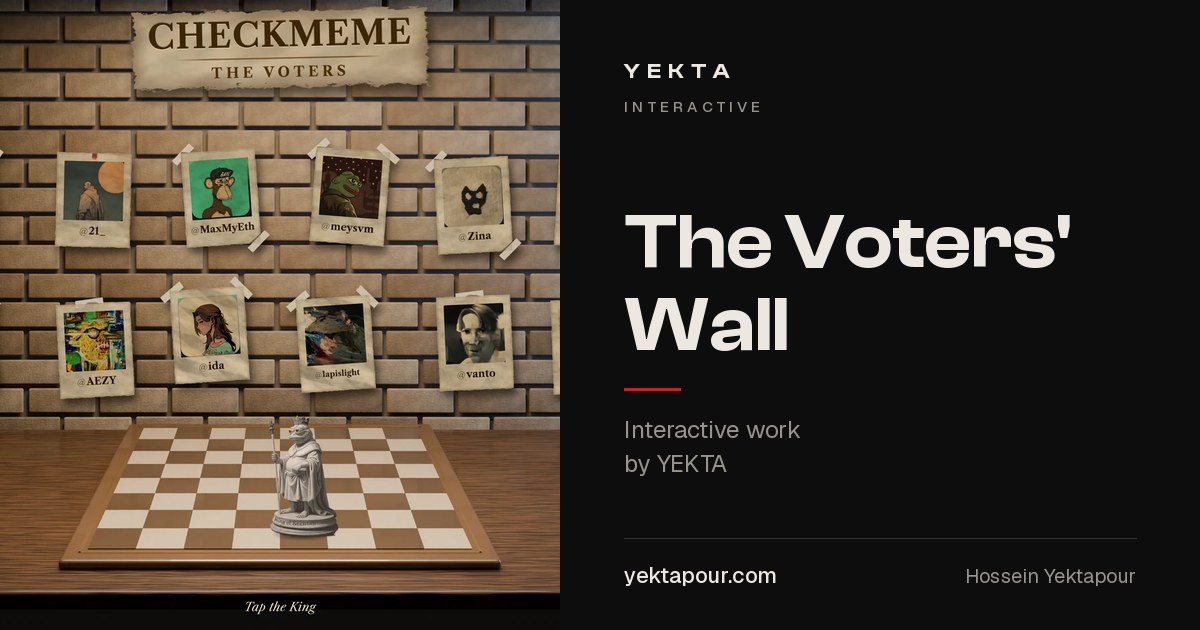 CHECKMEME
THE VOTERS
@21_
@MaxMyEth
@meysvm
@Zina
@AEZY
@ida
@lapislight
@vanto
Tap the King
YEKTA
INTERACTIVE
The Voters'
Wall
Interactive work
by YEKTA
yektapour.com
Hossein Yektapour